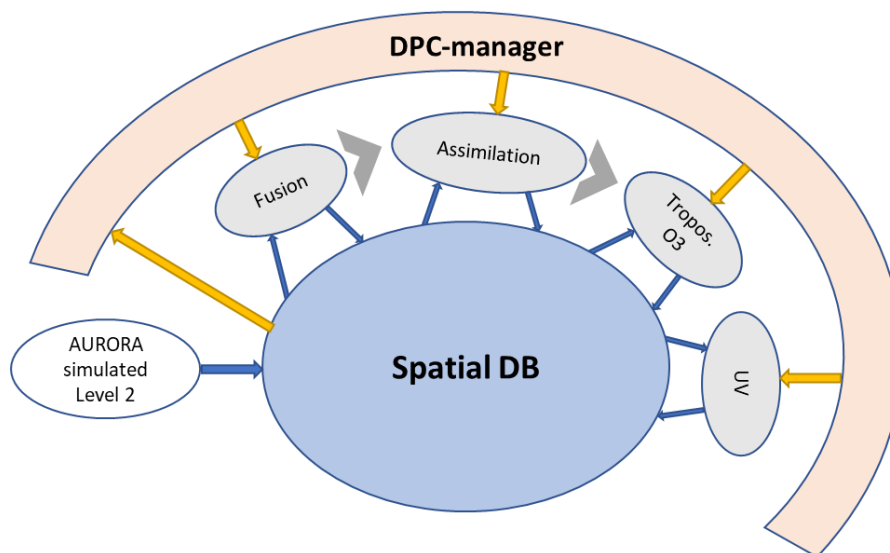 DPC-manager
Fusion
Assimilation
Tropos.
O3
AURORA
simulated
Level 2
Spatial DB
UV